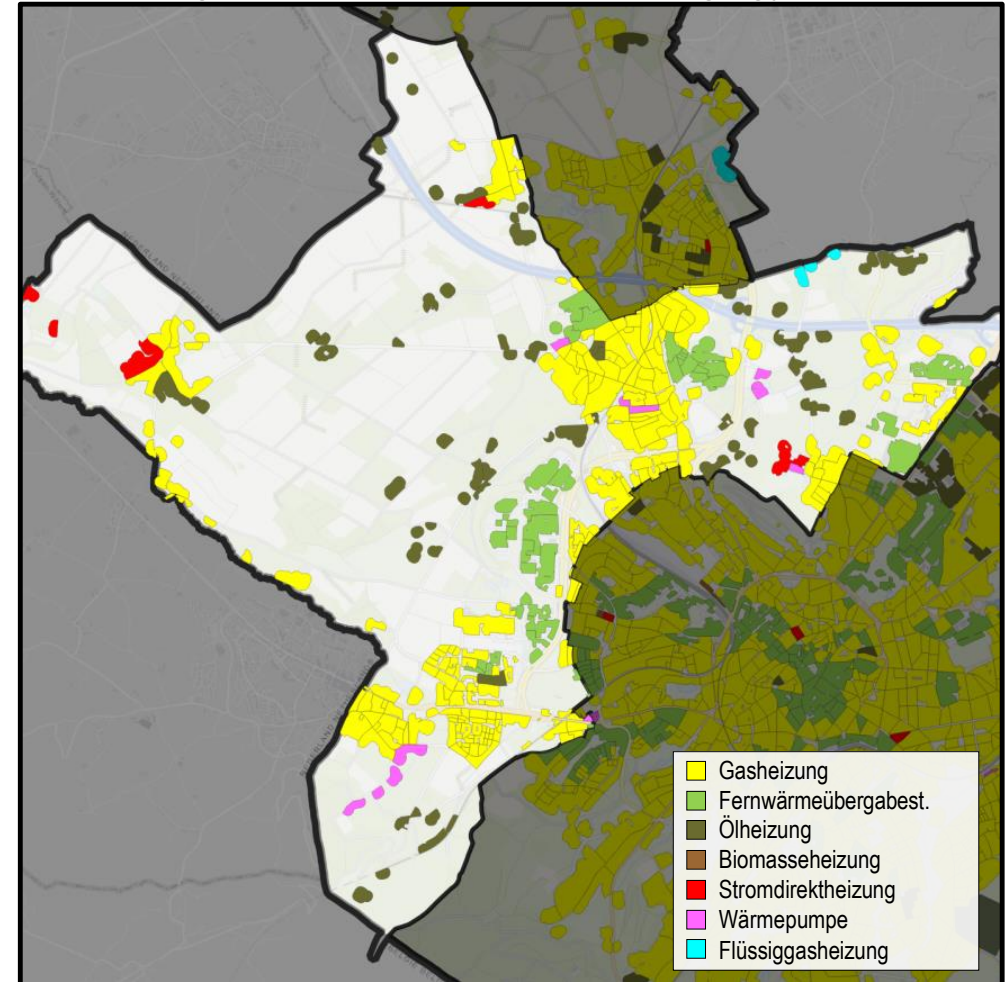 Gasheizung
Fernwärmeübergabest.
Ölheizung
Biomasseheizung
Stromdirektheizung
Wärmepumpe
Flüssiggasheizung